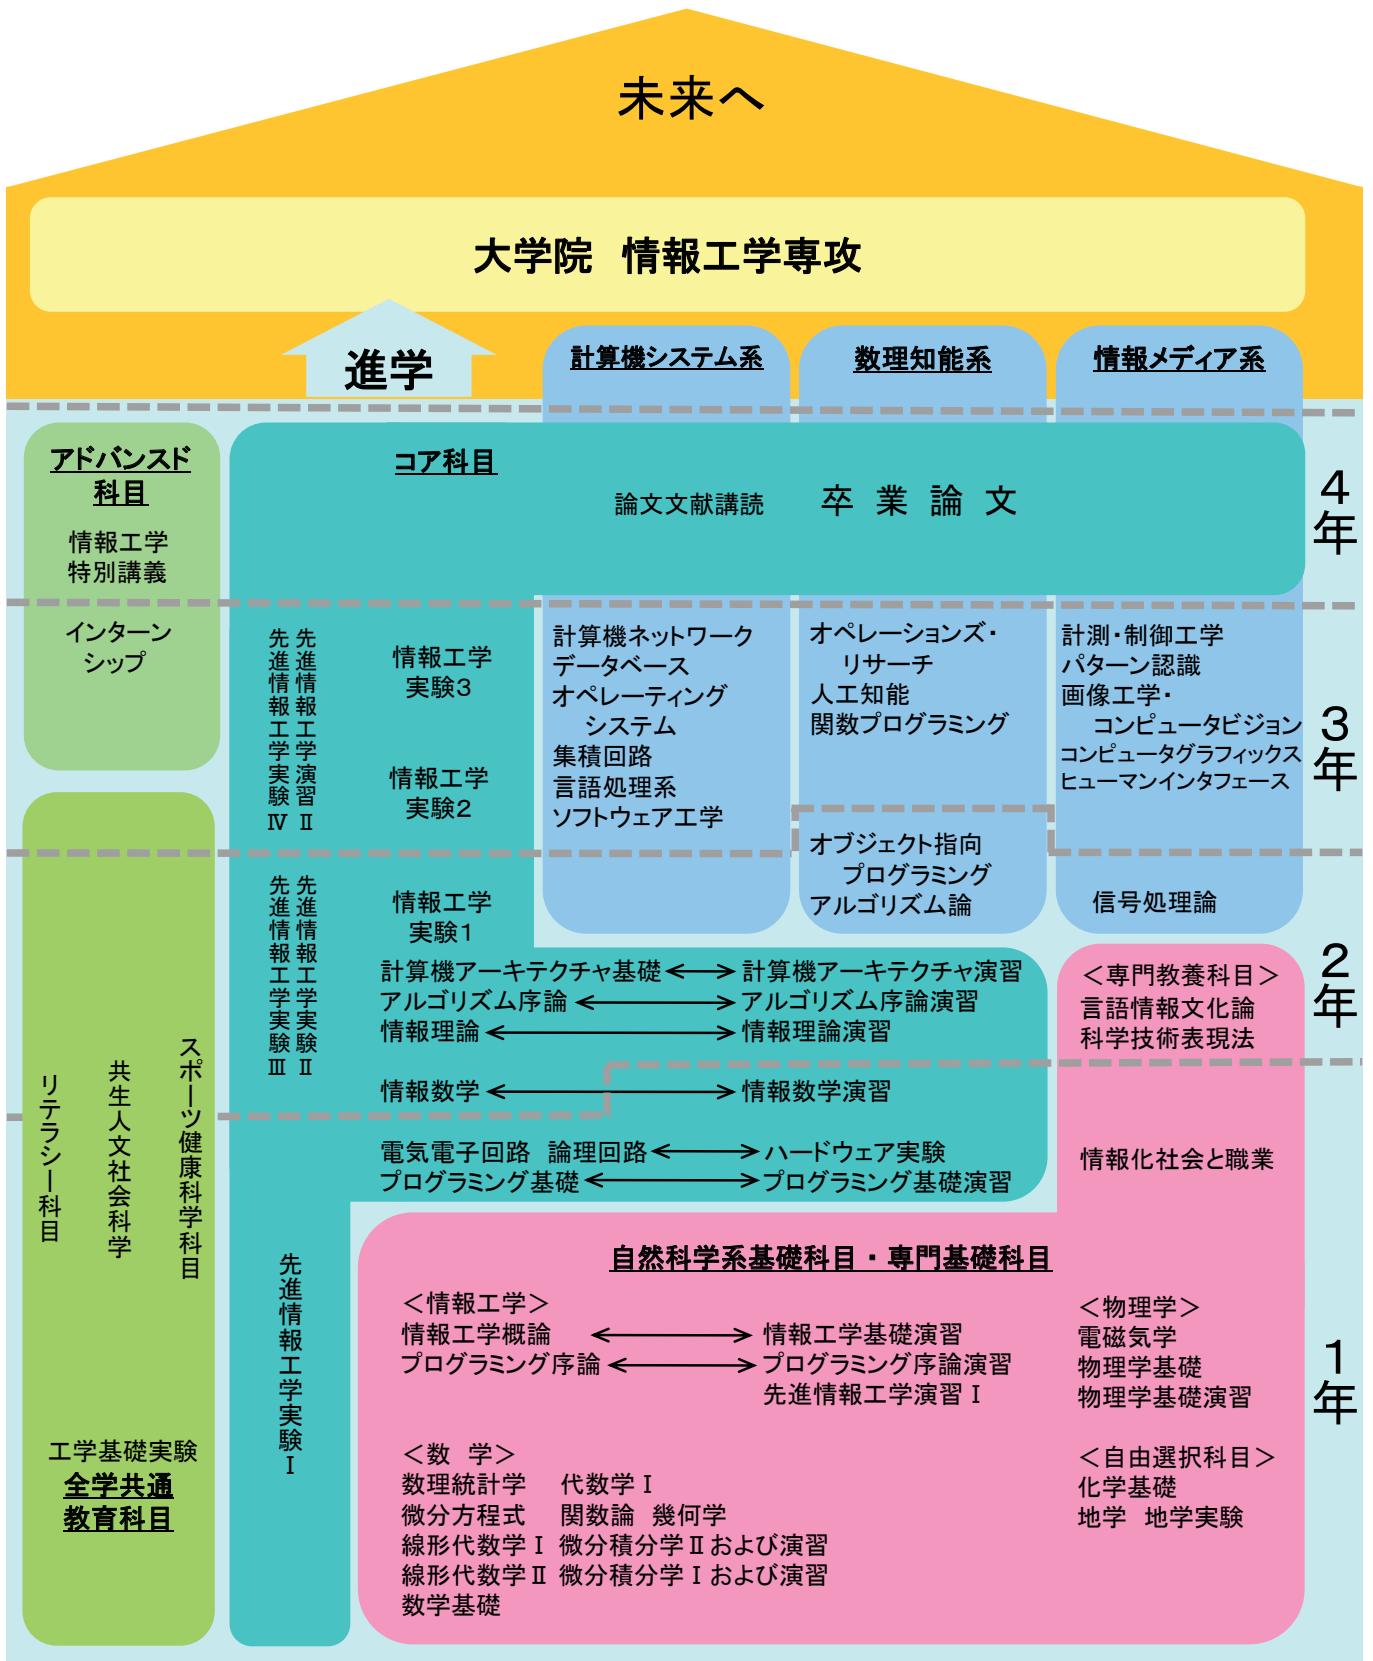 未来へ
大学院　情報工学専攻
進学
計算機システム系
数理知能系
情報メディア系
アドバンスド
科目
情報工学
特別講義
インターン
シップ
コア科目
論文文献講読
卒 業 論 文
4年
先進情報工学実験Ⅳ
先進情報工学演習Ⅱ
情報工学
実験3
情報工学
実験2
計算機ネットワーク
データベース
オペレーティング
システム
集積回路
言語処理系
ソフトウェア工学
オペレーションズ・
リサーチ
人工知能
関数プログラミング
計測・制御工学
パターン認識
画像工学・
コンピュータビジョン
コンピュータグラフィックス
ヒューマンインタフェース
3年
オブジェクト指向
プログラミング
アルゴリズム論
信号処理論
先進情報工学実験Ⅲ
先進情報工学実験Ⅱ
情報工学
実験1
計算機アーキテクチャ基礎 ↔ 計算機アーキテクチャ演習
アルゴリズム序論 ↔ アルゴリズム序論演習
情報理論 ↔ 情報理論演習
情報数学 ↔ 情報数学演習
＜専門教養科目＞
言語情報文化論
科学技術表現法
2年
電気電子回路　論理回路 ↔ ハードウェア実験
プログラミング基礎 ↔ プログラミング基礎演習
情報化社会と職業
リテラシー科目
共生人文社会科学
スポーツ健康科学科目
工学基礎実験
全学共通
教育科目
先進情報工学実験Ⅰ
自然科学系基礎科目・専門基礎科目
＜情報工学＞
情報工学概論 ↔ 情報工学基礎演習
プログラミング序論 ↔ プログラミング序論演習
先進情報工学演習Ⅰ
＜物理学＞
電磁気学
物理学基礎
物理学基礎演習
1年
＜数　学＞
数理統計学　代数学Ⅰ
微分方程式　関数論　幾何学
線形代数学Ⅰ　微分積分学Ⅱおよび演習
線形代数学Ⅱ　微分積分学Ⅰおよび演習
数学基礎
＜自由選択科目＞
化学基礎
地学　地学実験